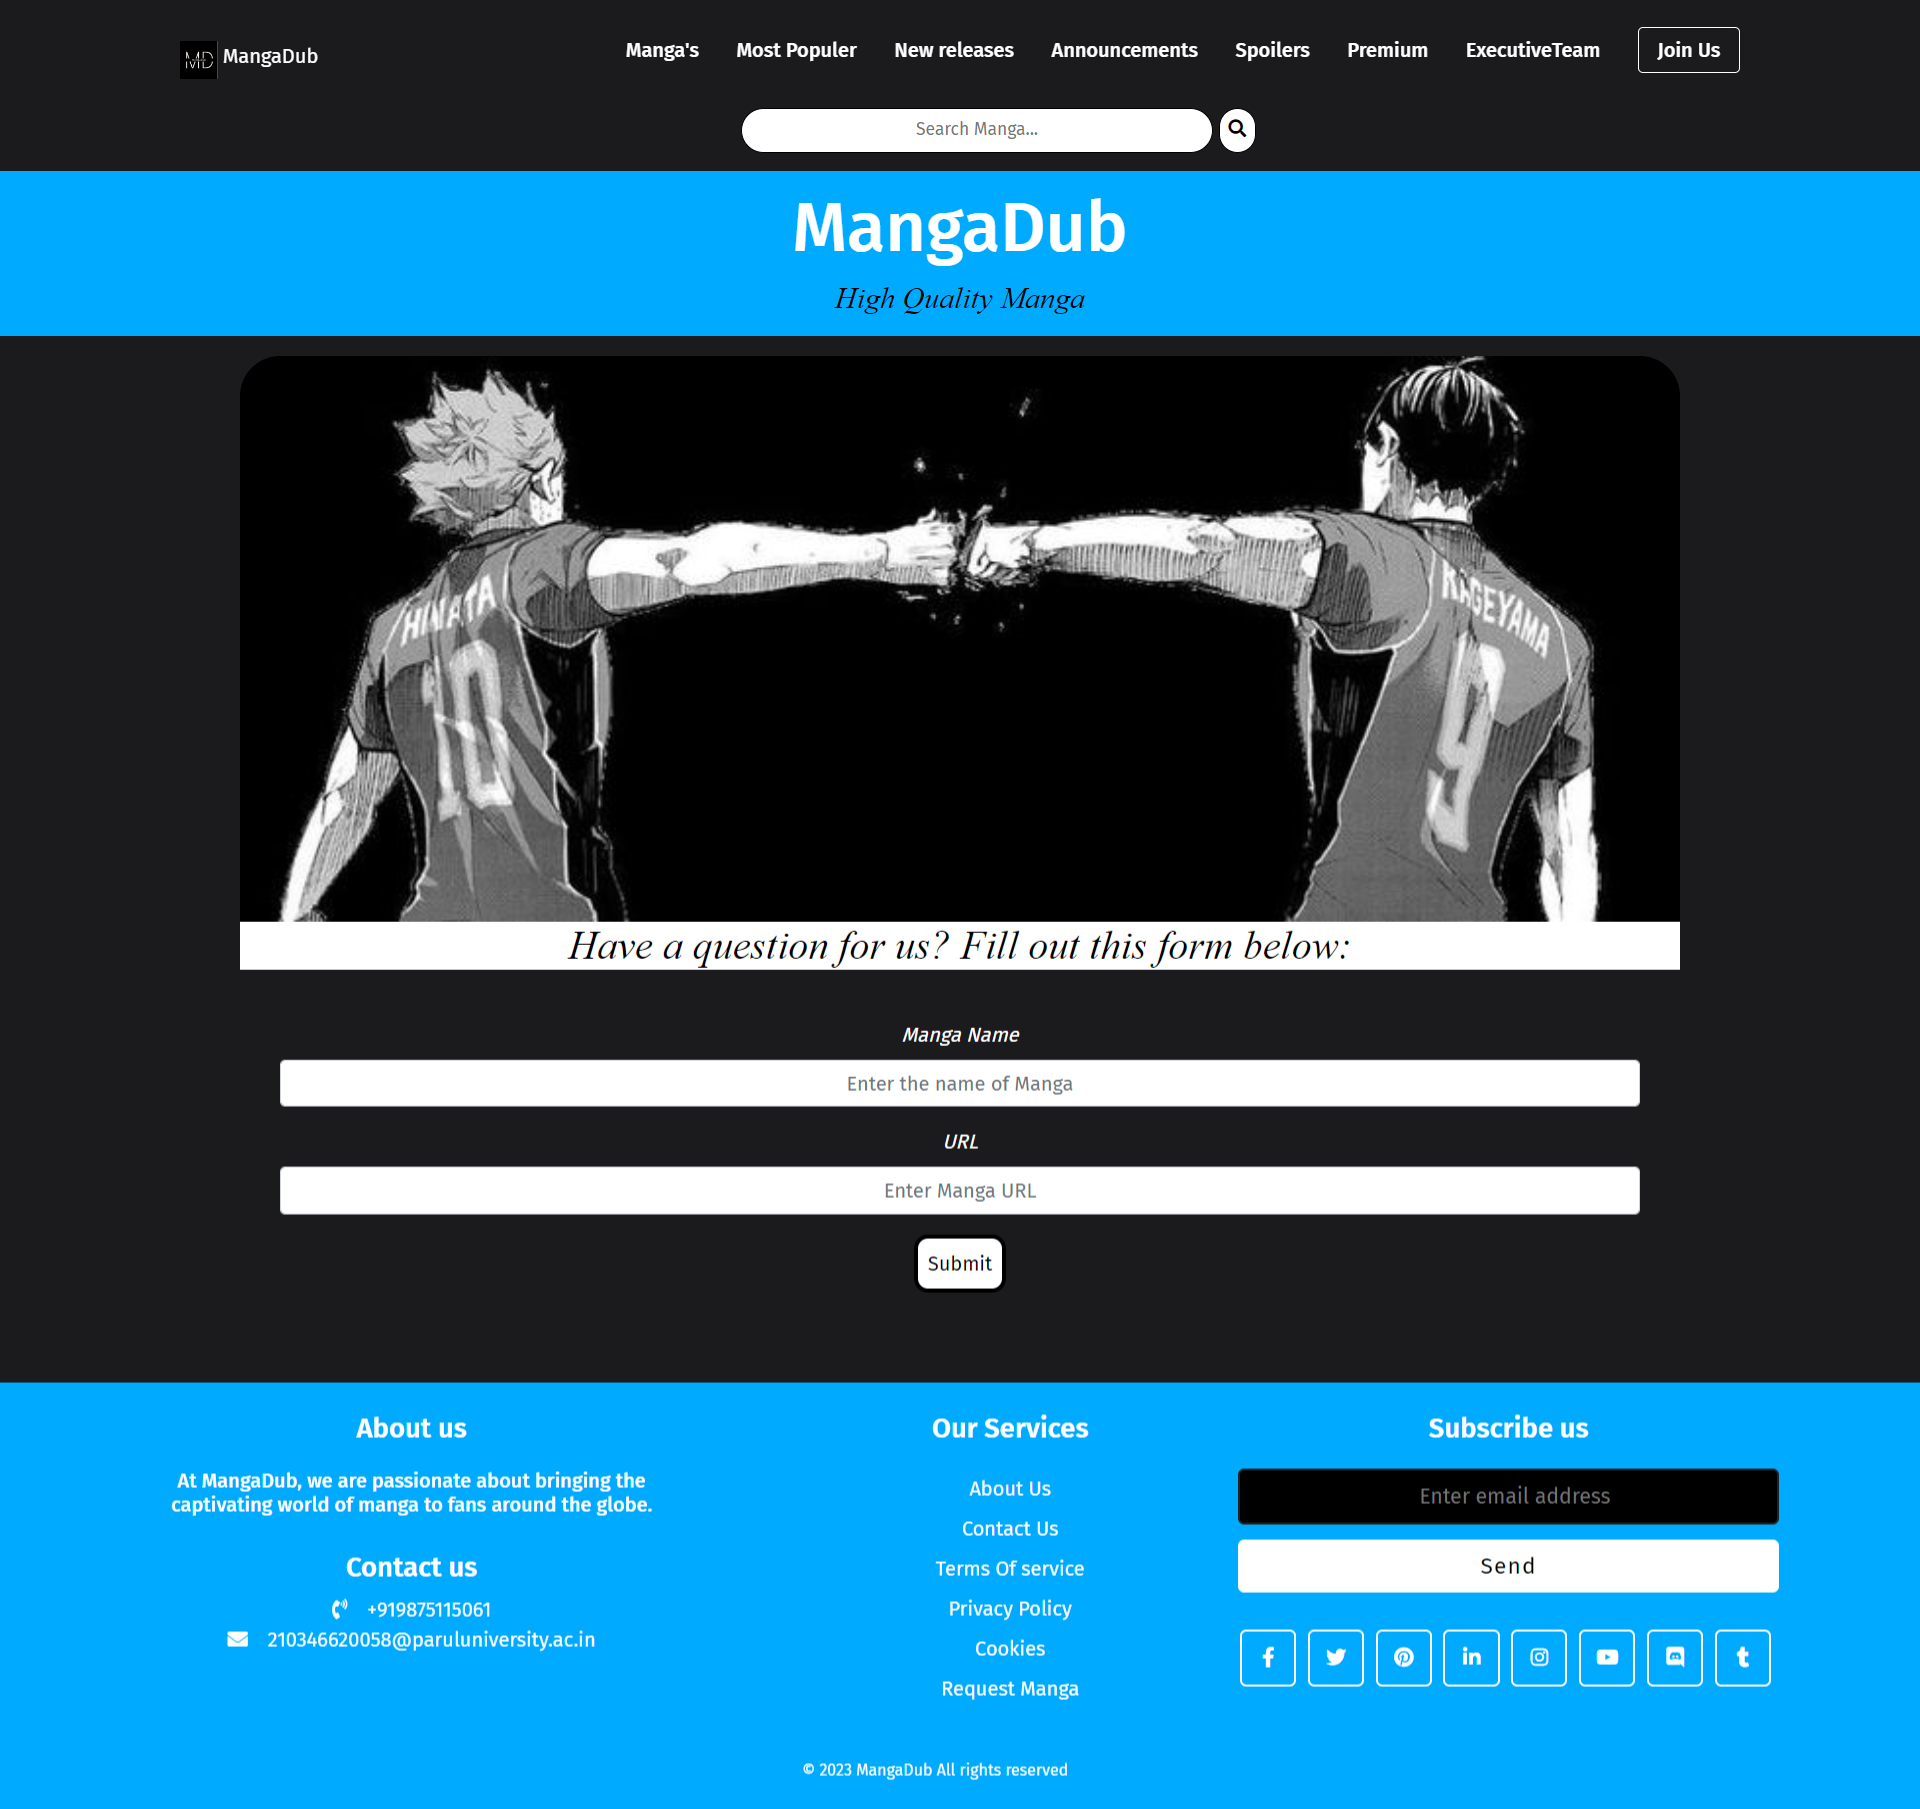 MD MangaDub
Manga's Most Populer New releases Announcements Spoilers Premium ExecutiveTeam Join Us
Search Manga...
MangaDub
High Quality Manga
HINATA
10
KAGEYAMA
9
Have a question for us? Fill out this form below:
Manga Name
Enter the name of Manga
URL
Enter Manga URL
Submit
About us
At MangaDub, we are passionate about bringing the
captivating world of manga to fans around the globe.
Contact us
+919875115061
210346620058@paruluniversity.ac.in
Our Services
About Us
Contact Us
Terms Of service
Privacy Policy
Cookies
Request Manga
Subscribe us
Enter email address
Send
© 2023 MangaDub All rights reserved